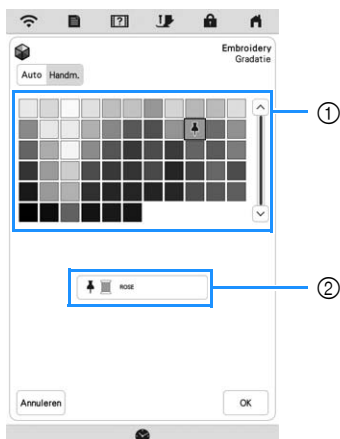 Embroidery
Gradatie
Auto Handm.
①
ROSE
②
Annuleren OK